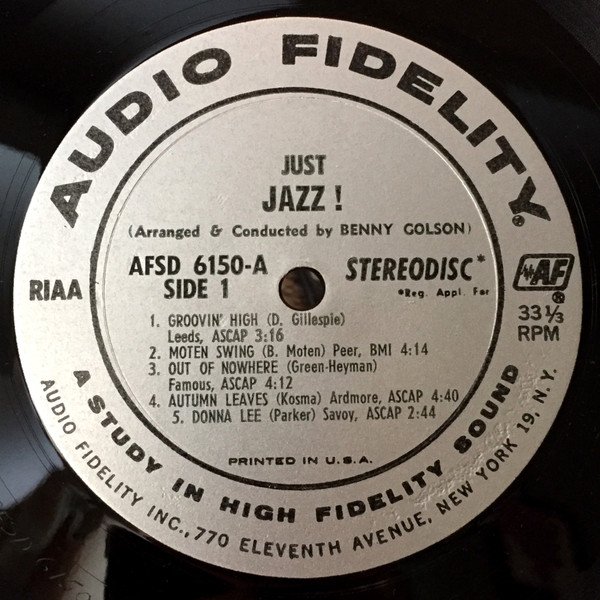 AUDIO FIDELITY®
JUST
JAZZ !
(Arranged & Conducted by BENNY GOLSON)
AFSD 6150-A
SIDE 1
STEREODISC*
*Reg. Appl. For
RIAA
AF®
33 1/3
RPM
1. GROOVIN' HIGH (D. Gillespie)
Leeds, ASCAP 3:16
2. MOTEN SWING (B. Moten) Peer, BMI 4:14
3. OUT OF NOWHERE (Green-Heyman)
Famous, ASCAP 4:12
4. AUTUMN LEAVES (Kosma) Ardmore, ASCAP 4:40
5. DONNA LEE (Parker) Savoy, ASCAP 2:44
PRINTED IN U.S.A.
A STUDY IN HIGH FIDELITY SOUND
AUDIO FIDELITY INC., 770 ELEVENTH AVENUE, NEW YORK 19, N. Y.